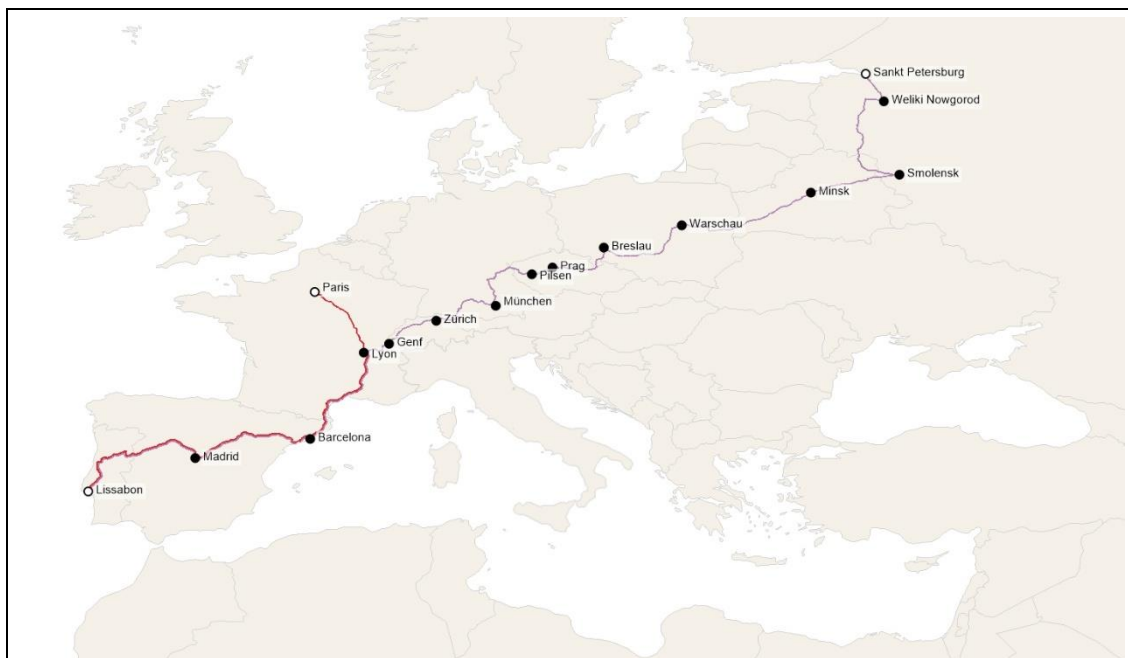 Sankt Petersburg
Weliki Nowgorod
Smolensk
Minsk
Warschau
Breslau
Prag
Pilsen
Paris
München
Zürich
Genf
Lyon
Barcelona
Madrid
Lissabon